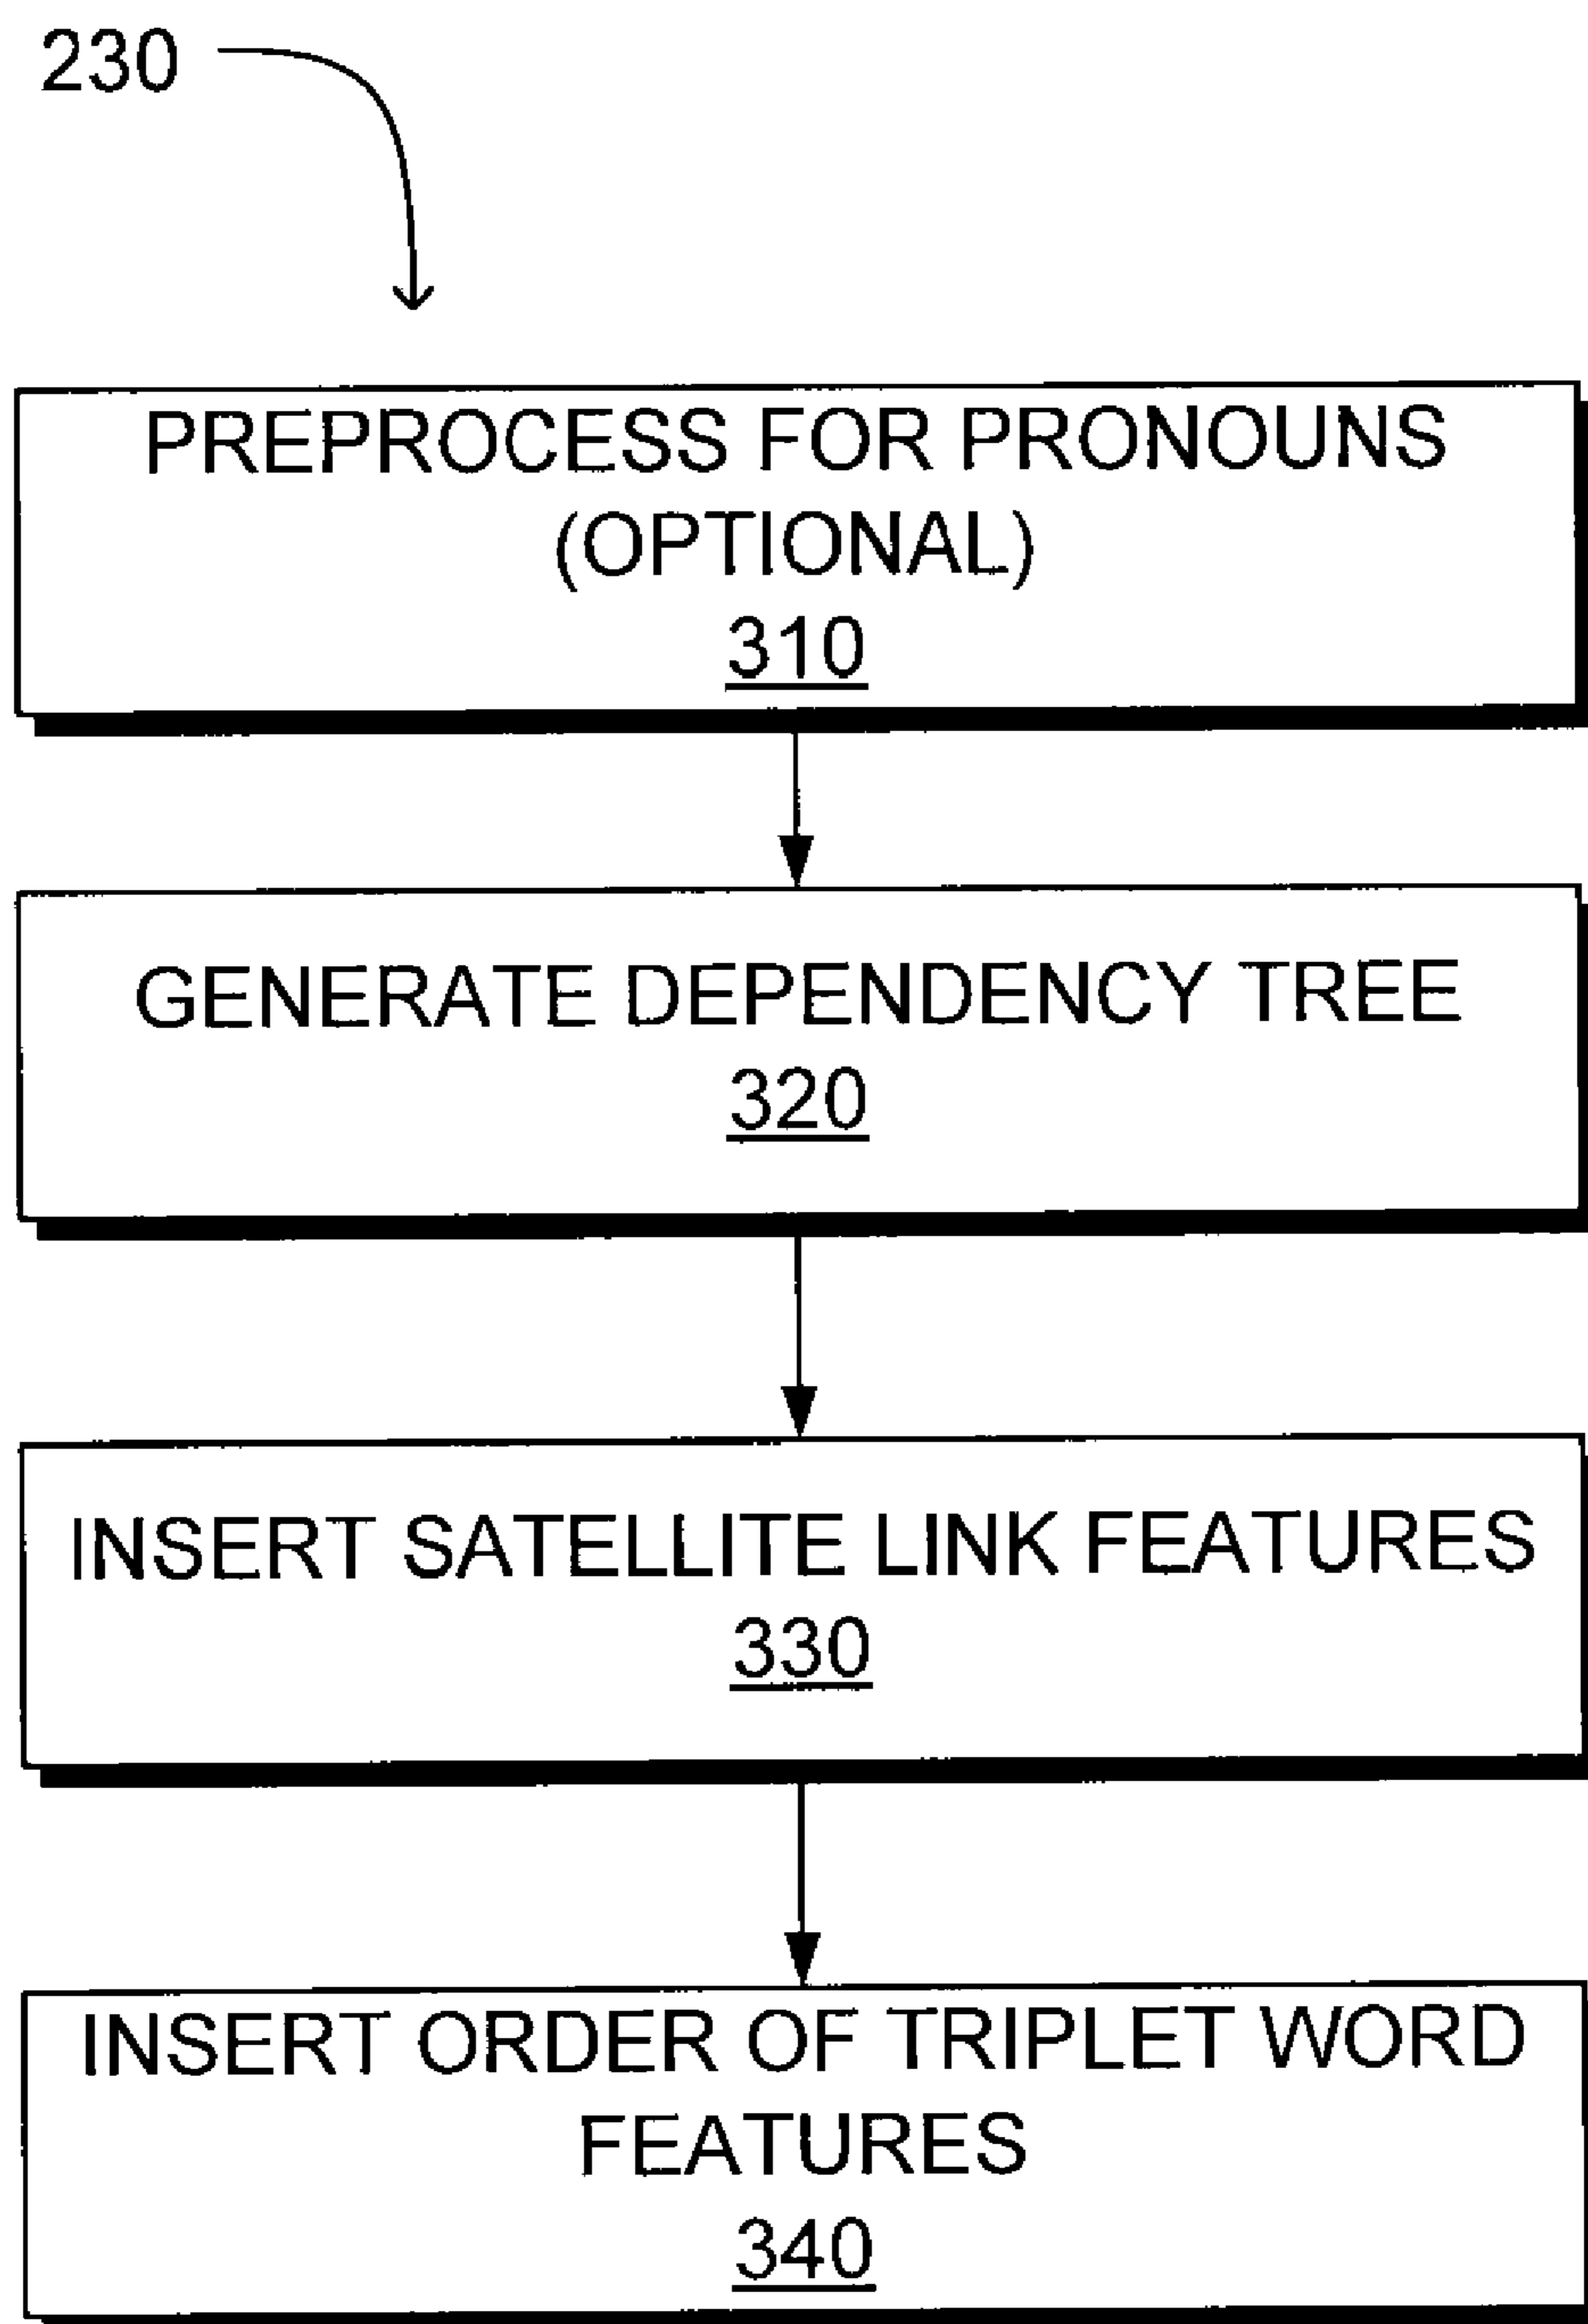 230
PREPROCESS FOR PRONOUNS
(OPTIONAL)
310
GENERATE DEPENDENCY TREE
320
INSERT SATELLITE LINK FEATURES
330
INSERT ORDER OF TRIPLET WORD
FEATURES
340